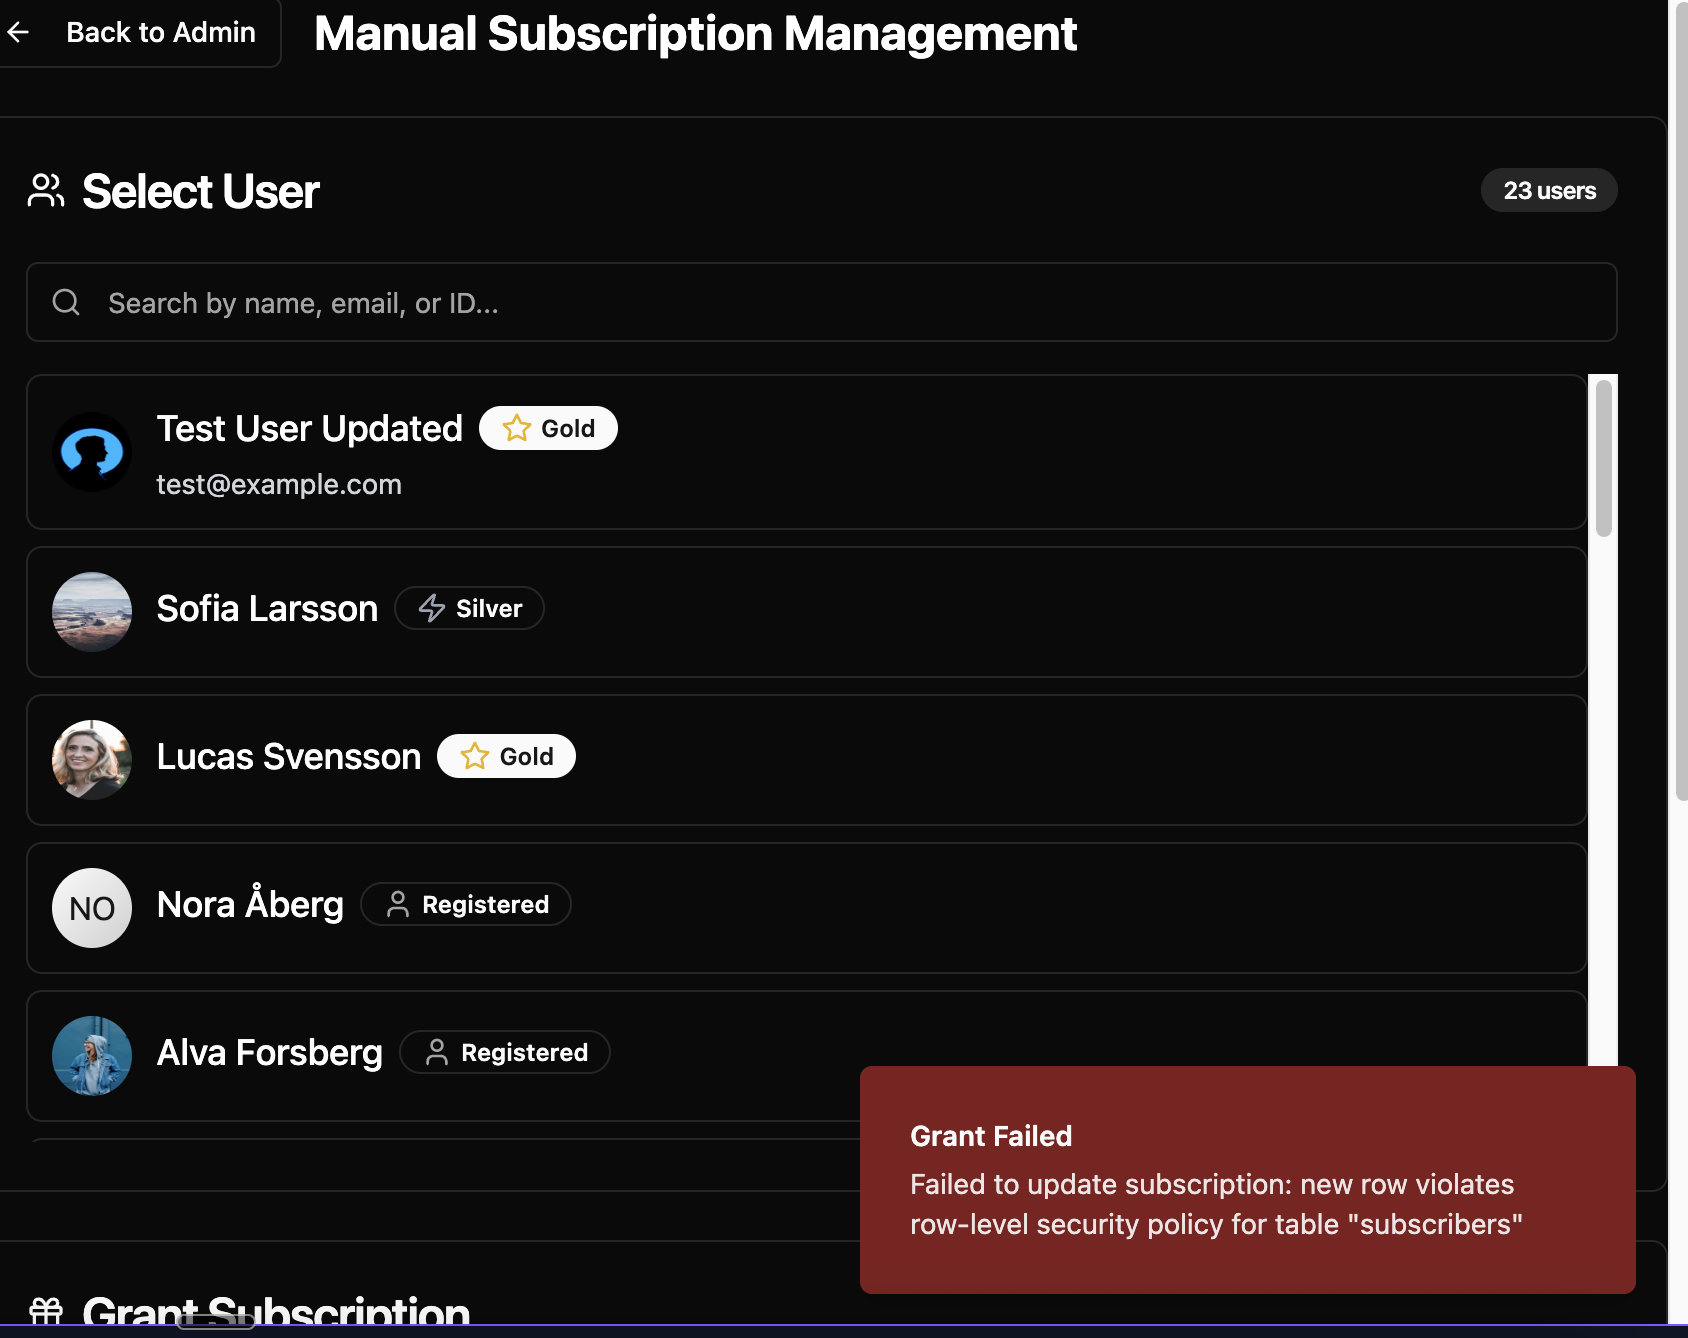 Back to Admin
Manual Subscription Management
Select User
23 users
Search by name, email, or ID...
Test User Updated
Gold
test@example.com
Sofia Larsson
Silver
Lucas Svensson
Gold
NO
Nora Åberg
Registered
Alva Forsberg
Registered
Grant Failed
Failed to update subscription: new row violates
row-level security policy for table "subscribers"
Grant Subscription